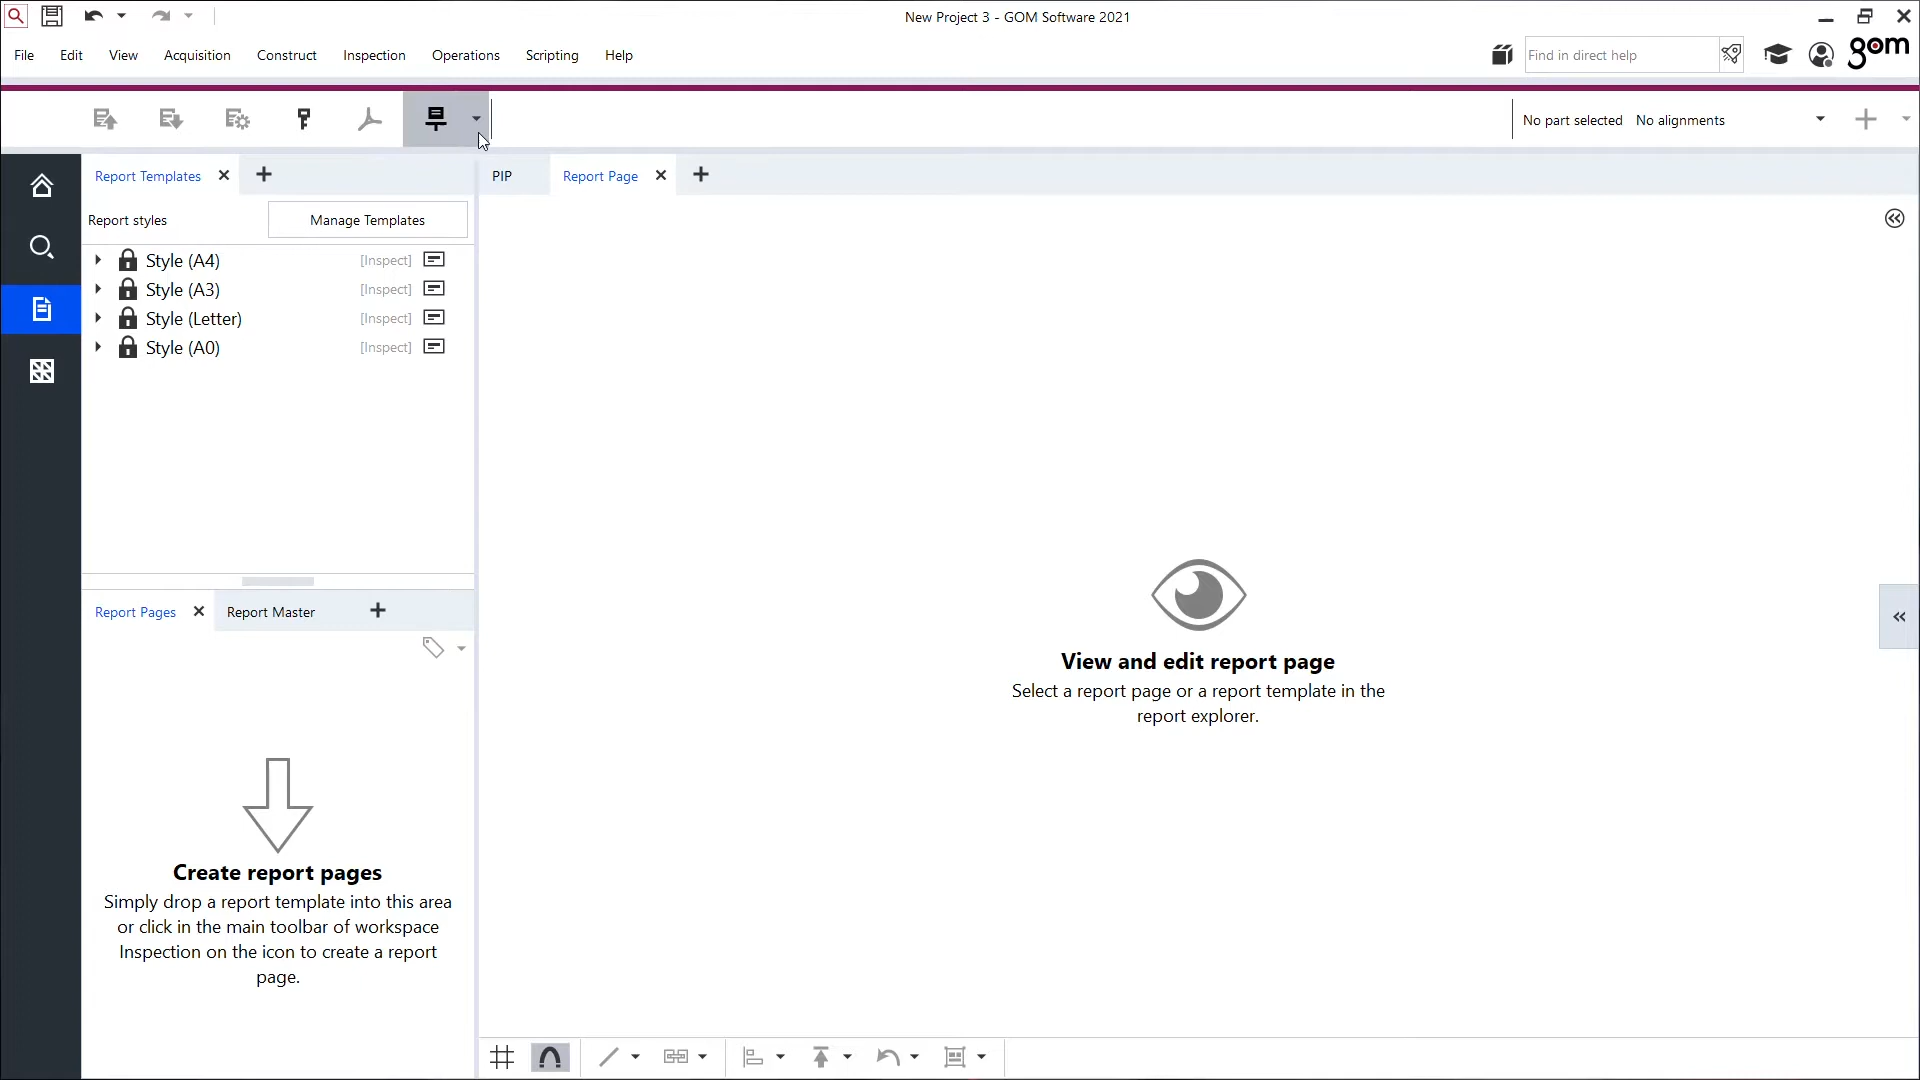 New Project 3 - GOM Software 2021
File Edit View Acquisition Construct Inspection Operations Scripting Help
Find in direct help
gom
No part selected No alignments
Report Templates
PIP
Report Page
Report styles
Manage Templates
Style (A4) [Inspect]
Style (A3) [Inspect]
Style (Letter) [Inspect]
Style (A0) [Inspect]
Report Pages
Report Master
Create report pages
Simply drop a report template into this area
or click in the main toolbar of workspace
Inspection on the icon to create a report
page.
View and edit report page
Select a report page or a report template in the
report explorer.